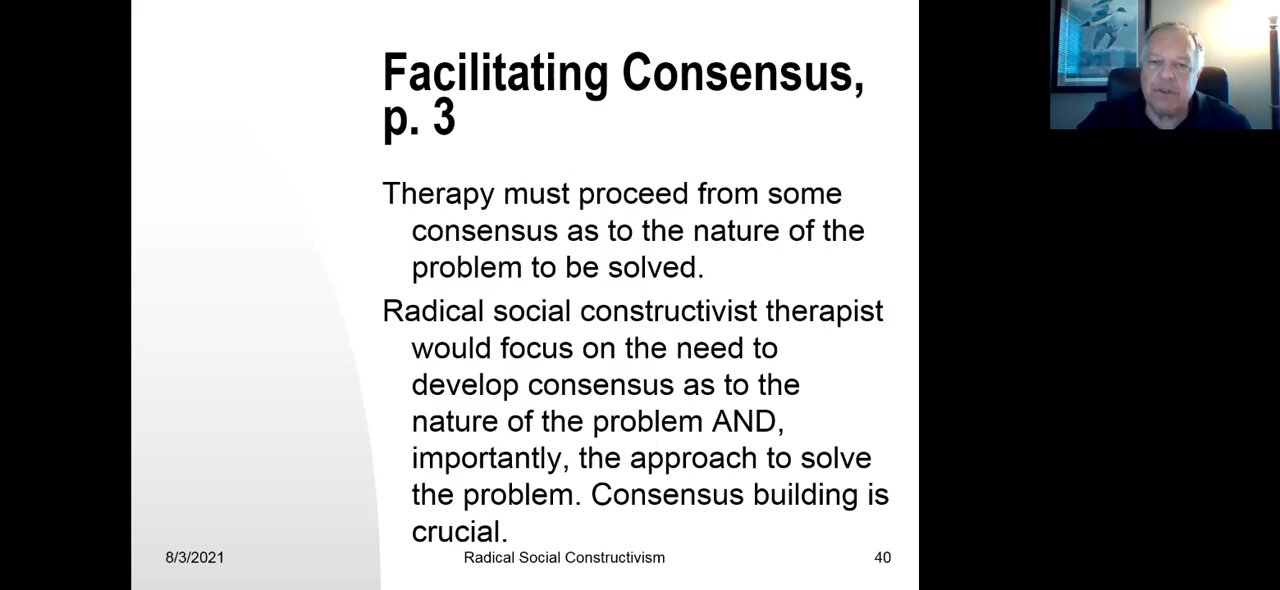 Facilitating Consensus,
p. 3
Therapy must proceed from some
consensus as to the nature of the
problem to be solved.
Radical social constructivist therapist
would focus on the need to
develop consensus as to the
nature of the problem AND,
importantly, the approach to solve
the problem. Consensus building is
crucial.
8/3/2021
Radical Social Constructivism
40